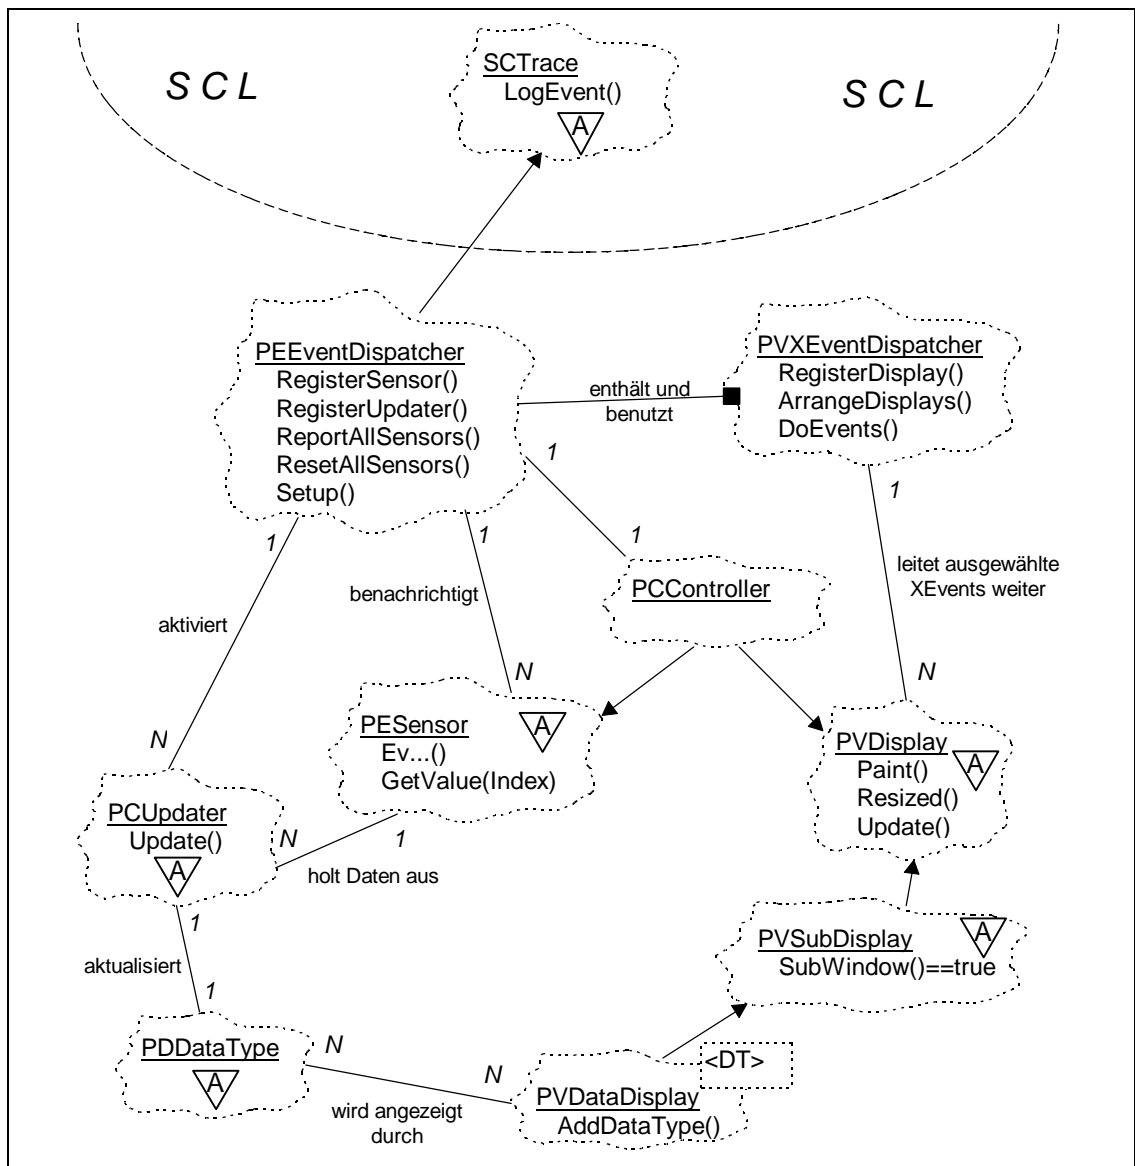 SCTrace
LogEvent()
A
S C L
S C L
PEEventDispatcher
RegisterSensor()
RegisterUpdater()
ReportAllSensors()
ResetAllSensors()
Setup()
enthält und
benutzt
PVXEventDispatcher
RegisterDisplay()
ArrangeDisplays()
DoEvents()
1
1
1
1
1
aktiviert
benachrichtigt
PCController
leitet ausgewählte
XEvents weiter
N
N
N
PESensor
Ev...()
GetValue(Index)
A
PVDisplay
Paint()
Resized()
Update()
A
PCUpdater
Update()
A
N
1
holt Daten aus
1
aktualisiert
1
PVSubDisplay
SubWindow()==true
A
PDDataType
A
N
N
wird angezeigt
durch
<DT>
PVDataDisplay
AddDataType()